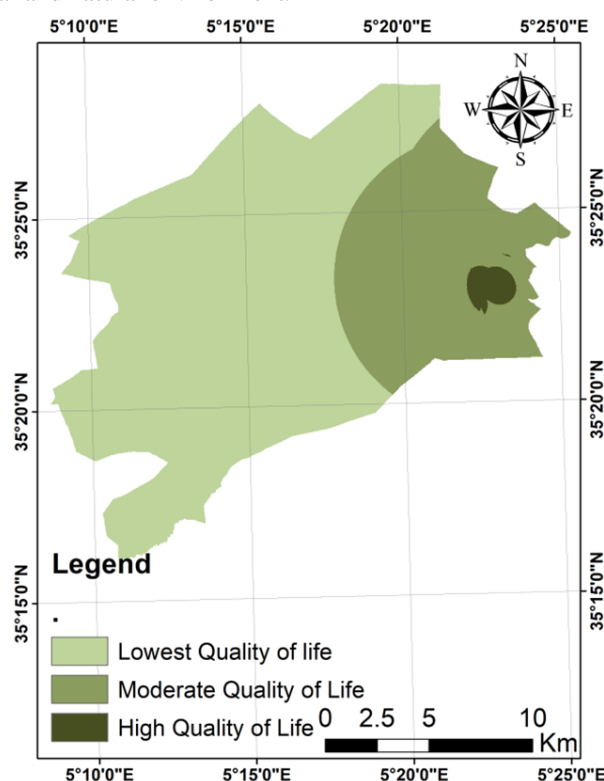 5°10'0"E 5°15'0"E 5°20'0"E 5°25'0"E
N
W E
S
35°25'0"N 35°25'0"N
35°20'0"N 35°20'0"N
35°15'0"N 35°15'0"N
Legend
Lowest Quality of life
Moderate Quality of Life
High Quality of Life
0 2.5 5 10
Km
5°10'0"E 5°15'0"E 5°20'0"E 5°25'0"E